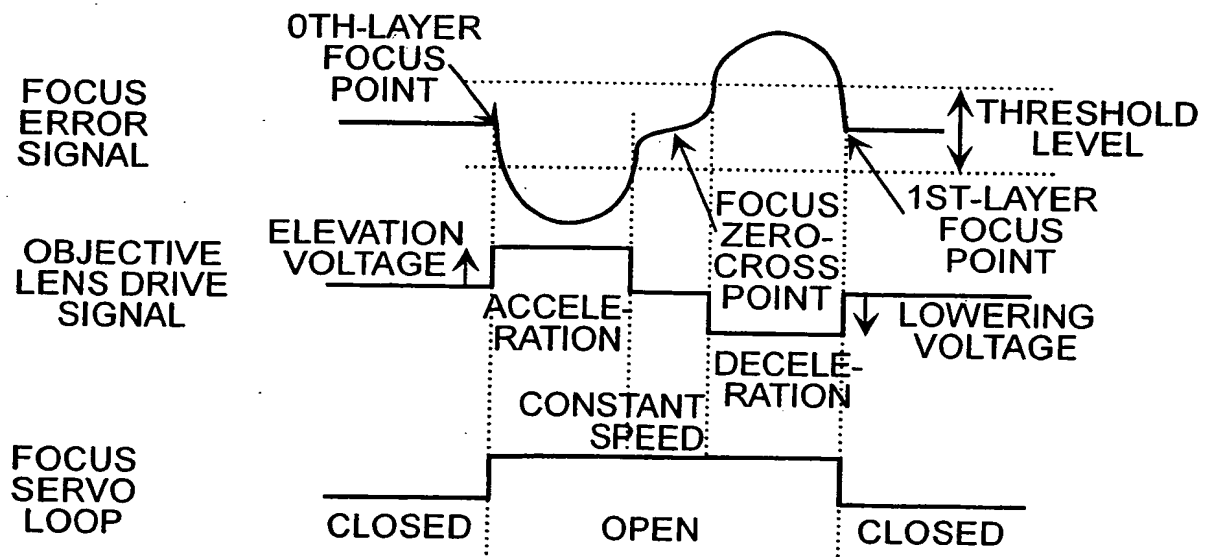 0TH-LAYER
FOCUS
POINT
FOCUS
ERROR
SIGNAL
THRESHOLD
LEVEL
FOCUS
ZERO-
CROSS
POINT
1ST-LAYER
FOCUS
POINT
OBJECTIVE
LENS DRIVE
SIGNAL
ELEVATION
VOLTAGE
ACCELE-
RATION
LOWERING
VOLTAGE
DECELE-
RATION
CONSTANT
SPEED
FOCUS
SERVO
LOOP
CLOSED
OPEN
CLOSED